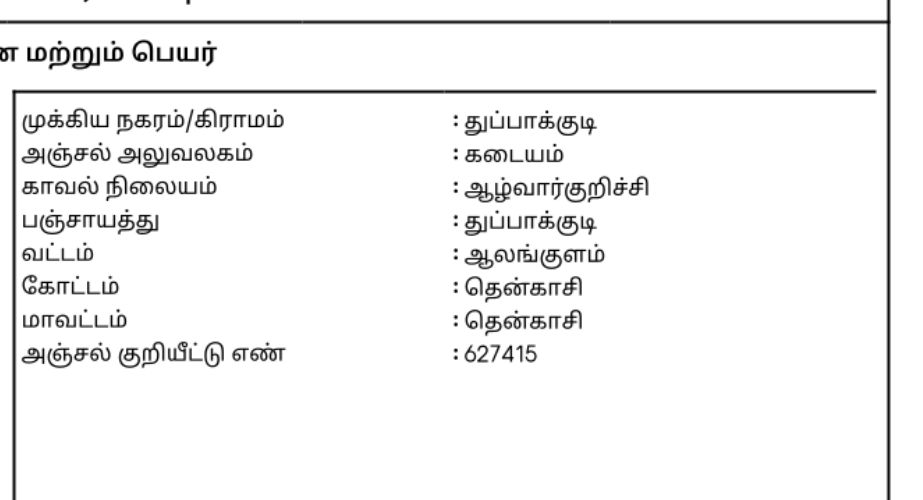 மற்றும் பெயர்
முக்கிய நகரம்/கிராமம் : துப்பாக்குடி
அஞ்சல் அலுவலகம் : கடையம்
காவல் நிலையம் : ஆழ்வார்குறிச்சி
பஞ்சாயத்து : துப்பாக்குடி
வட்டம் : ஆலங்குளம்
கோட்டம் : தென்காசி
மாவட்டம் : தென்காசி
அஞ்சல் குறியீட்டு எண் : 627415